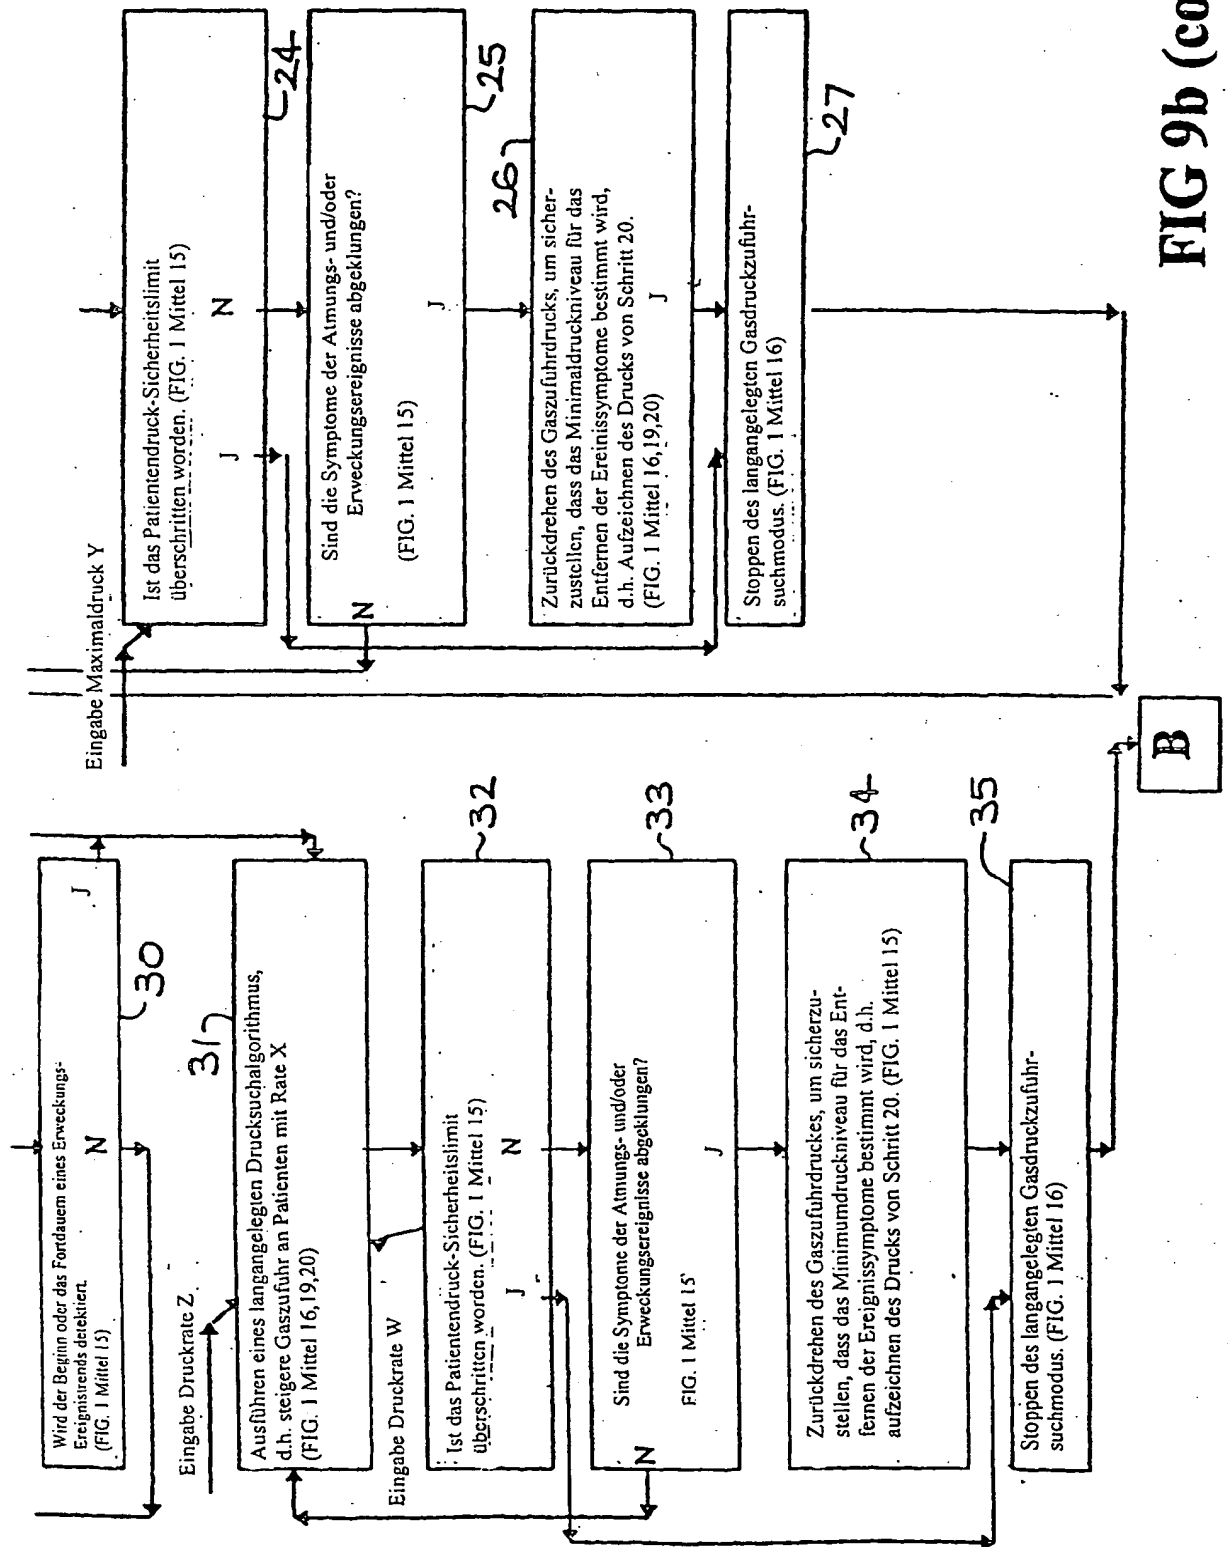 Wird der Beginn oder das Fortdauern eines Erweckungs-
Ereignistrends detektiert.
(FIG. 1 Mittel 15)
J
N
30
Eingabe Druckrate Z
31
Ausführen eines langangelegten Drucksuchalgorithmus,
d.h. steigere Gaszufuhr an Patienten mit Rate X
(FIG. 1 Mittel 16,19,20)
Eingabe Druckrate W
32
Ist das Patientendruck-Sicherheitslimit
überschritten worden. (FIG. 1 Mittel 15)
J
N
33
Sind die Symptome der Atmungs- und/oder
Erweckungsereignisse abgeklungen?
FIG. 1 Mittel 15
N
J
34
Zurückdrehen des Gaszufuhrdruckes, um sicherzu-
stellen, dass das Minimumdruckniveau für das Ent-
fernen der Ereignissymptome bestimmt wird, d.h.
aufzeichnen des Drucks von Schritt 20. (FIG. 1 Mittel 15)
35
Stoppen des langangelegten Gasdruckzufuhr-
suchmodus. (FIG. 1 Mittel 16)
B
Eingabe Maximaldruck Y
Ist das Patientendruck-Sicherheitslimit
überschritten worden. (FIG. 1 Mittel 15)
J
N
24
Sind die Symptome der Atmungs- und/oder
Erweckungsereignisse abgeklungen?
(FIG. 1 Mittel 15)
N
J
25
26
Zurückdrehen des Gaszufuhrdrucks, um sicher-
zustellen, dass das Minimaldruckniveau für das
Entfernen der Ereinissymptome bestimmt wird,
d.h. Aufzeichnen des Drucks von Schritt 20.
(FIG. 1 Mittel 16,19,20)
J
Stoppen des langangelegten Gasdruckzufuhr-
suchmodus. (FIG. 1 Mittel 16)
27
FIG 9b (co